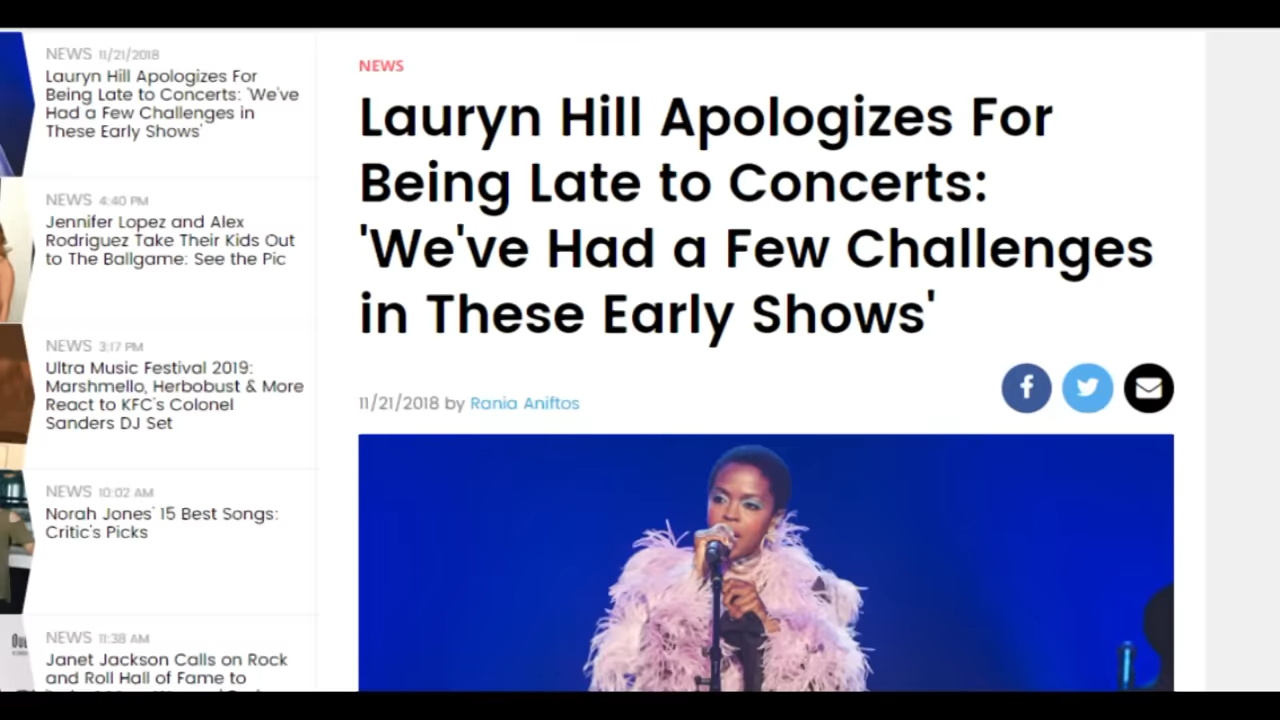 NEWS 11/21/2018
Lauryn Hill Apologizes For
Being Late to Concerts: 'We've
Had a Few Challenges in
These Early Shows'
NEWS 4:40 PM
Jennifer Lopez and Alex
Rodriguez Take Their Kids Out
to The Ballgame: See the Pic
NEWS 3:17 PM
Ultra Music Festival 2019:
Marshmello, Herbobust & More
React to KFC's Colonel
Sanders DJ Set
NEWS 10:02 AM
Norah Jones' 15 Best Songs:
Critic's Picks
NEWS 11:38 AM
Janet Jackson Calls on Rock
and Roll Hall of Fame to
NEWS
Lauryn Hill Apologizes For
Being Late to Concerts:
'We've Had a Few Challenges
in These Early Shows'
11/21/2018 by Rania Aniftos